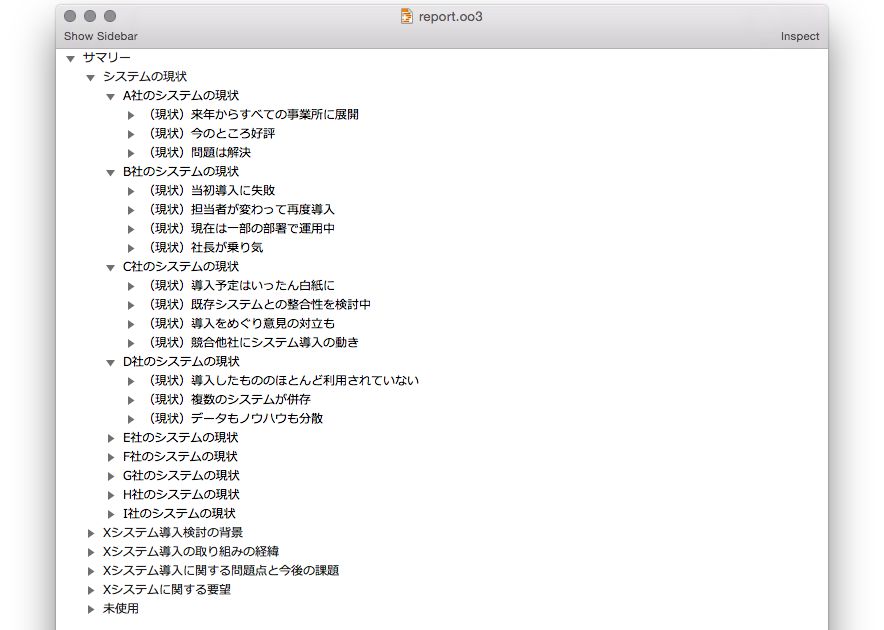 report.oo3
Show Sidebar
Inspect
サマリー
システムの現状
A社のシステムの現状
（現状）来年からすべての事業所に展開
（現状）今のところ好評
（現状）問題は解決
B社のシステムの現状
（現状）当初導入に失敗
（現状）担当者が変わって再度導入
（現状）現在は一部の部署で運用中
（現状）社長が乗り気
C社のシステムの現状
（現状）導入予定はいったん白紙に
（現状）既存システムとの整合性を検討中
（現状）導入をめぐり意見の対立も
（現状）競合他社にシステム導入の動き
D社のシステムの現状
（現状）導入したもののほとんど利用されていない
（現状）複数のシステムが併存
（現状）データもノウハウも分散
E社のシステムの現状
F社のシステムの現状
G社のシステムの現状
H社のシステムの現状
I社のシステムの現状
Xシステム導入検討の背景
Xシステム導入の取り組みの経緯
Xシステム導入に関する問題点と今後の課題
Xシステムに関する要望
未使用